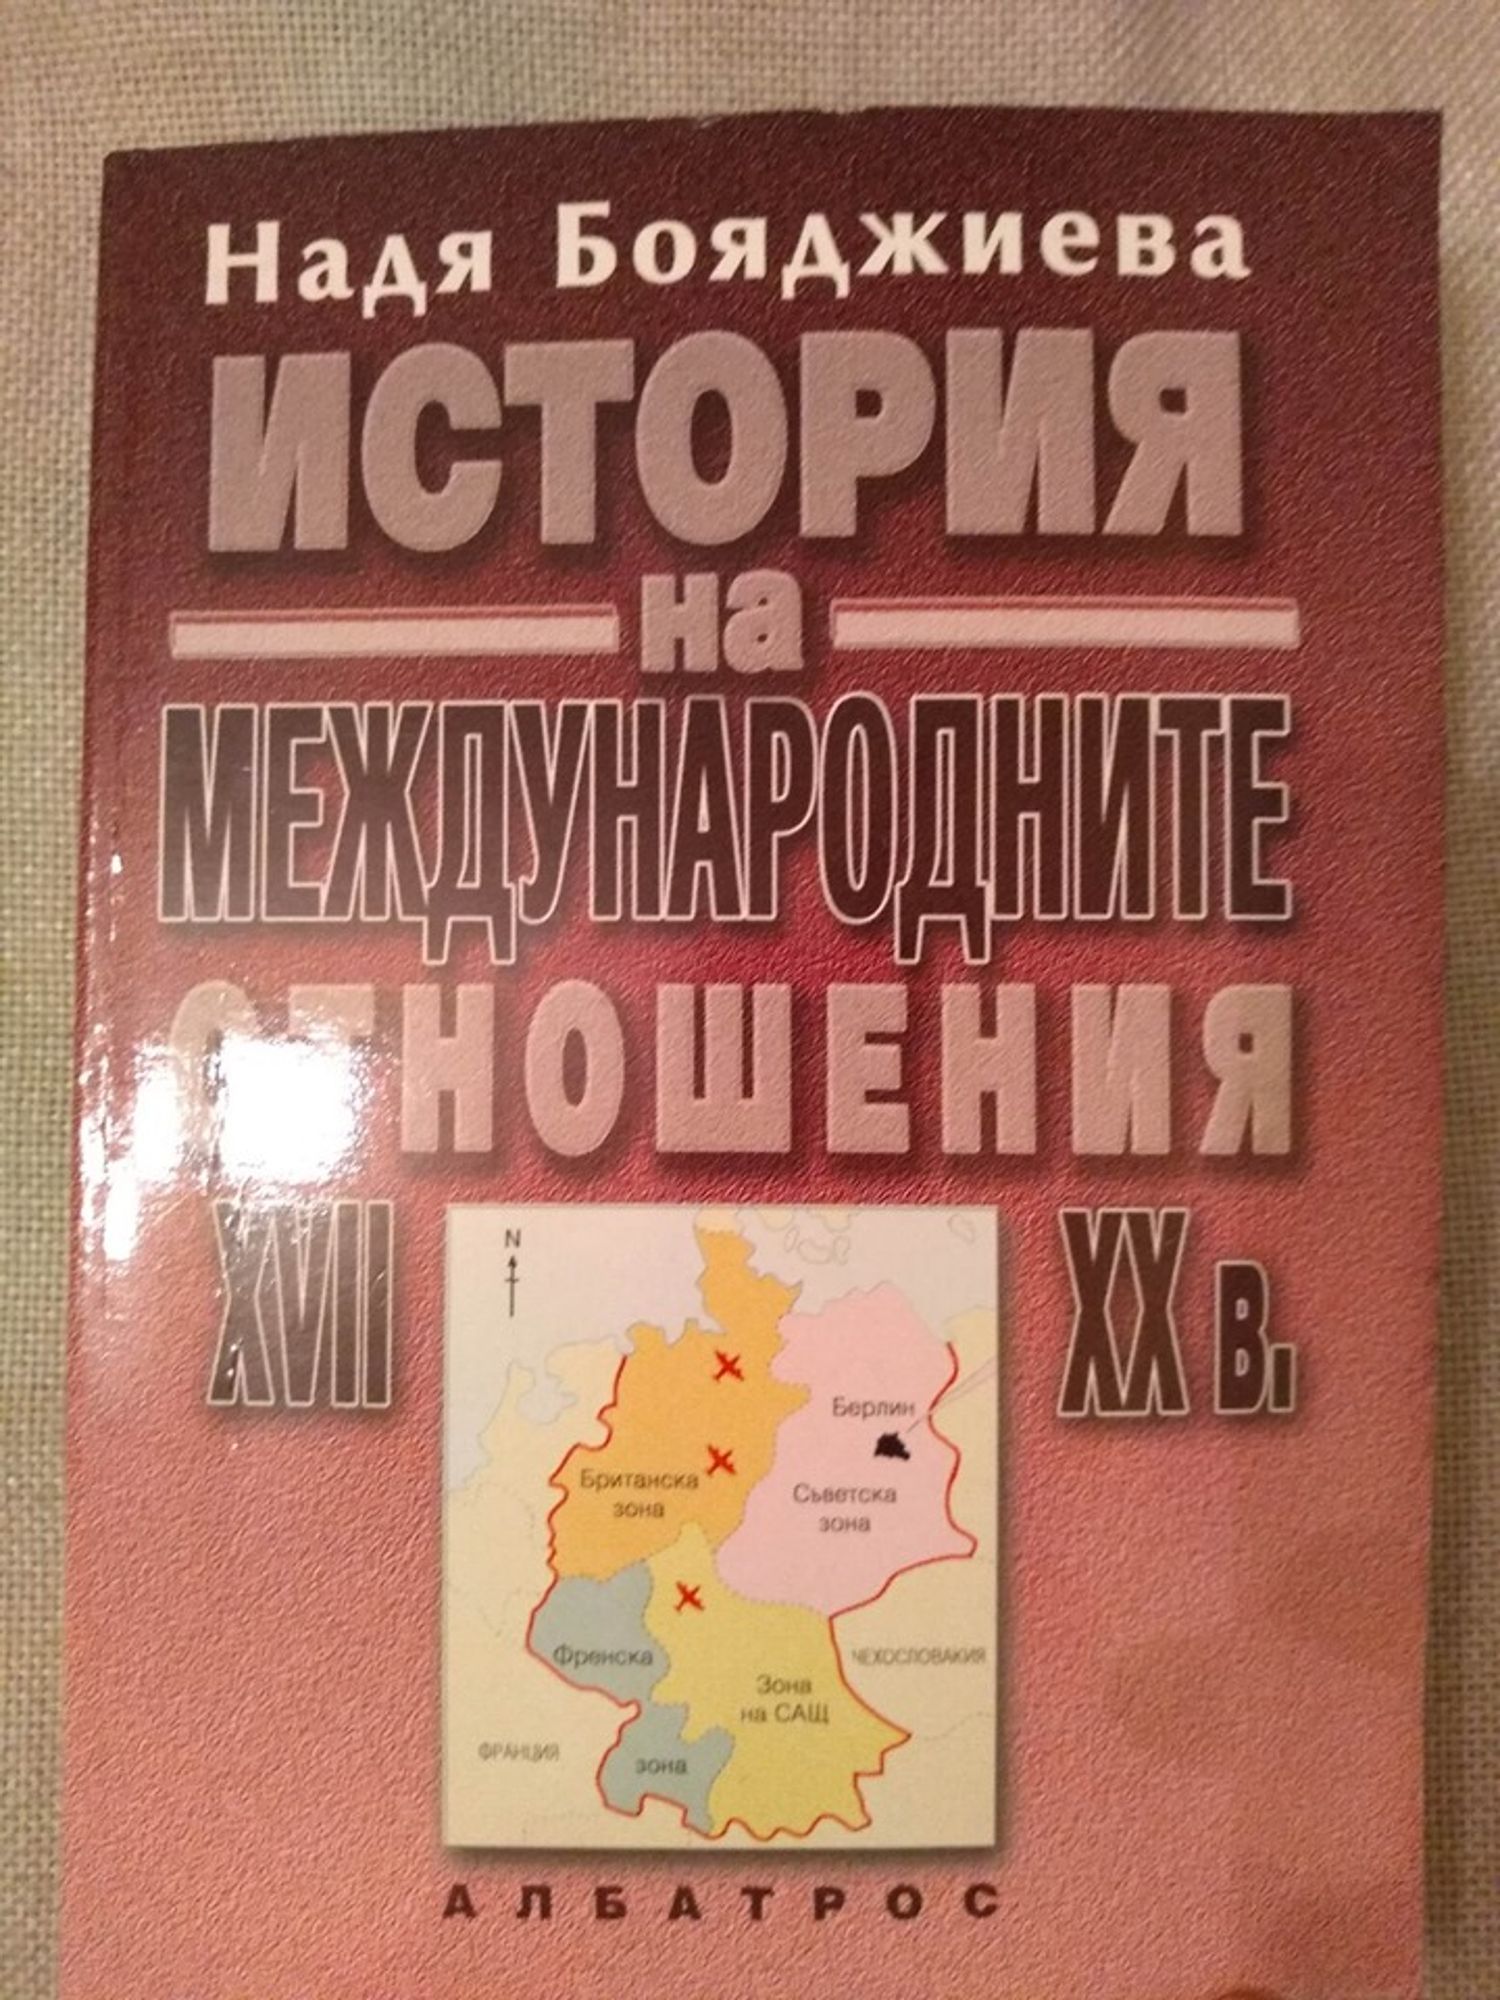 Надя Бояджиева
ИСТОРИЯ
на
МЕЖДУНАРОДНИТЕ
ОТНОШЕНИЯ
XVII
XX в.
N
Берлин
Британска
зона
Съветска
зона
Френска
зона
Зона
на САЩ
ЧЕХОСЛОВАКИЯ
ФРАНЦИЯ
АЛБАТРОС